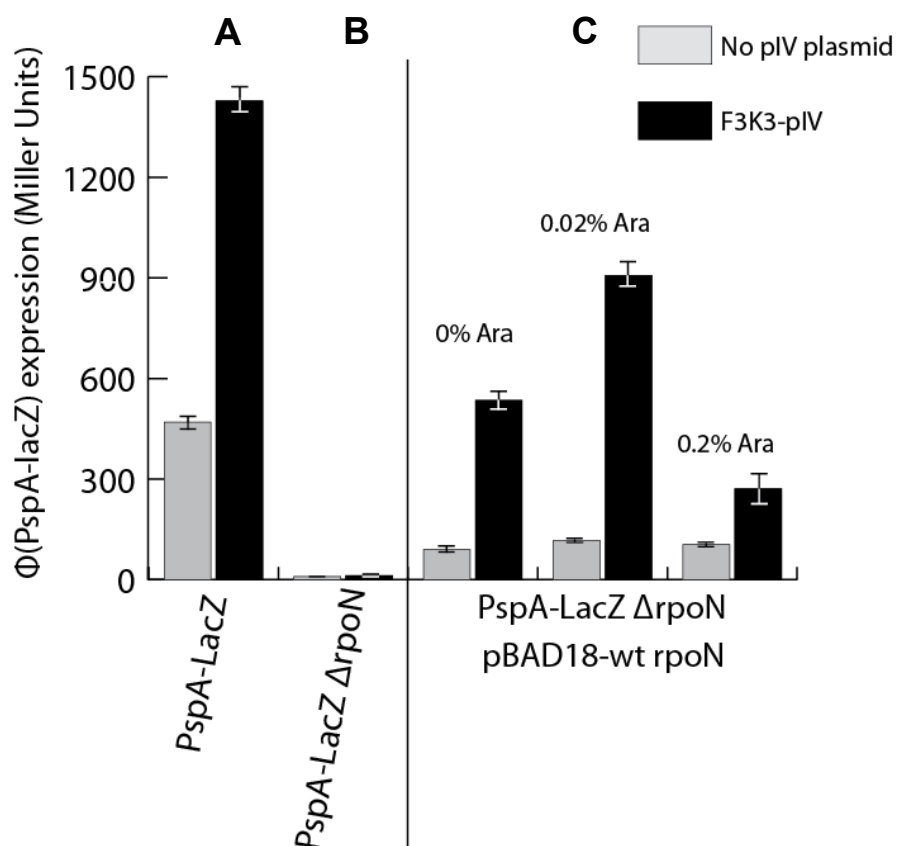 A
B
C
No pIV plasmid
F3K3-pIV
Φ(PspA-lacZ) expression (Miller Units)
1500
1200
900
600
300
0
0% Ara
0.02% Ara
0.2% Ara
PspA-LacZ
PspA-LacZ ΔrpoN
PspA-LacZ ΔrpoN
pBAD18-wt rpoN